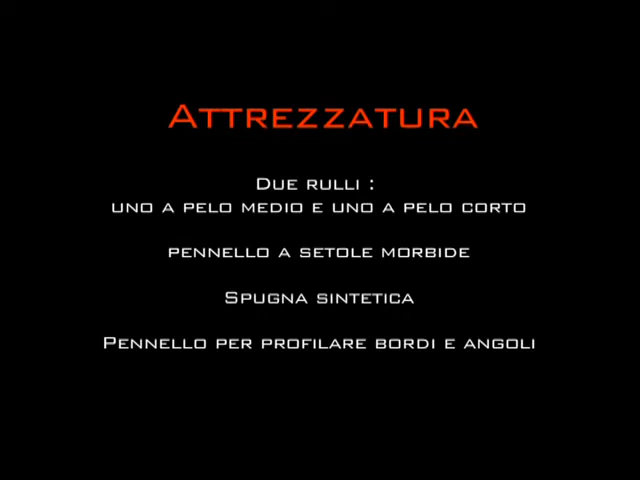 Attrezzatura
Due rulli :
uno a pelo medio e uno a pelo corto
pennello a setole morbide
Spugna sintetica
Pennello per profilare bordi e angoli